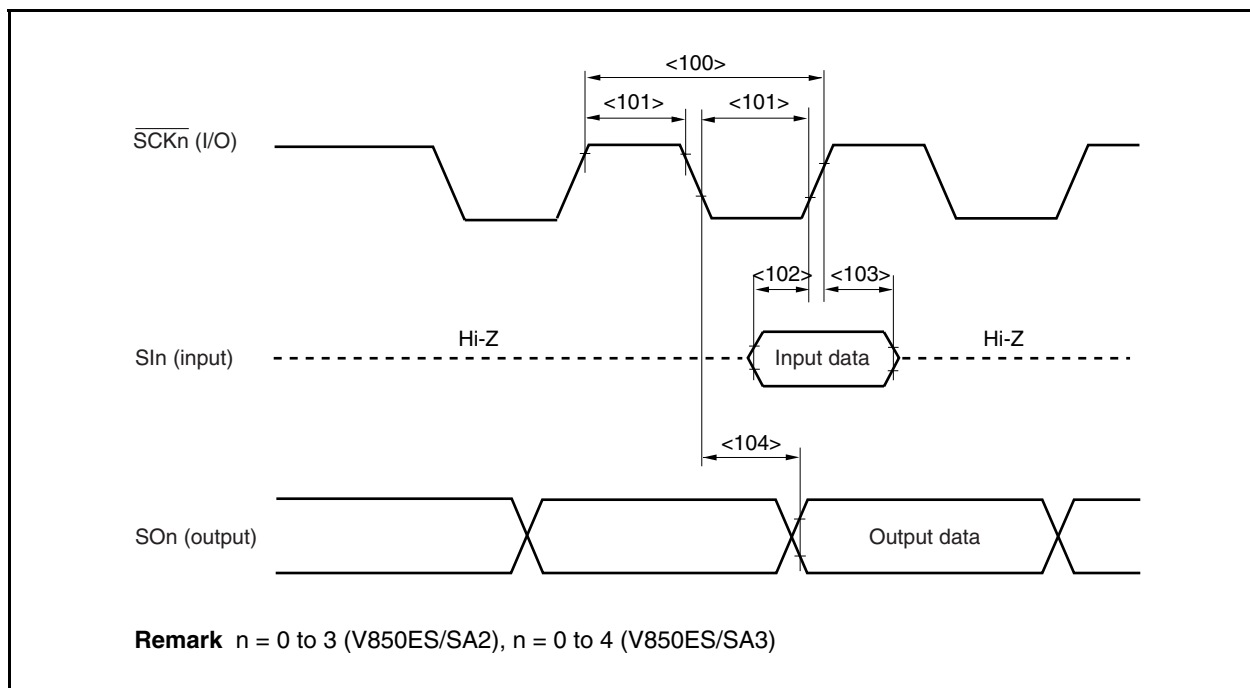 <100>
<101> <101>
SCKn (I/O)
<102> <103>
Hi-Z Hi-Z
SIn (input) Input data
<104>
SOn (output) Output data
Remark n = 0 to 3 (V850ES/SA2), n = 0 to 4 (V850ES/SA3)